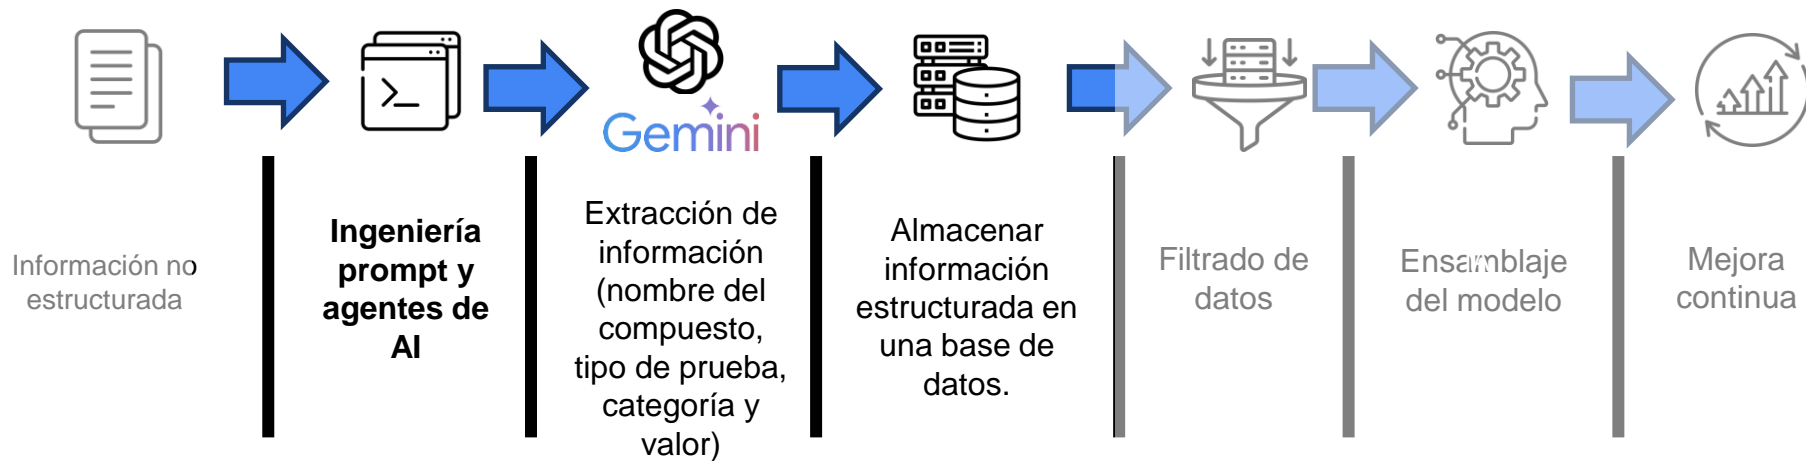 Gemini
Información no
estructurada
Ingeniería
prompt y
agentes de
AI
Extracción de
información
(nombre del
compuesto,
tipo de prueba,
categoría y
valor)
Almacenar
información
estructurada en
una base de
datos.
Filtrado de
datos
Ensamblaje
del modelo
Mejora
continua